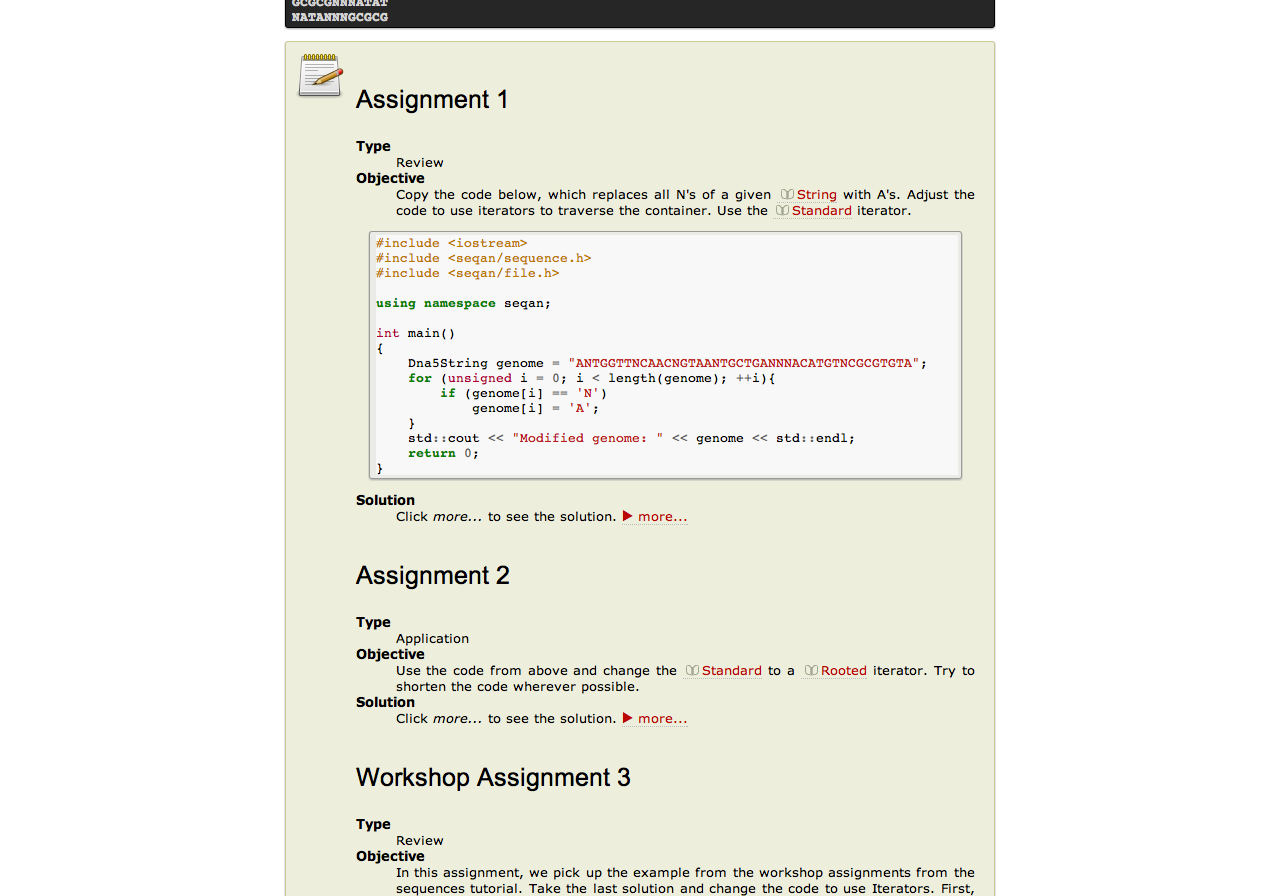 GCGCGNNNATAT
NATANNNGCGCG
Assignment 1
Type
Review
Objective
Copy the code below, which replaces all N's of a given String with A's. Adjust the
code to use iterators to traverse the container. Use the Standard iterator.
#include <iostream>
#include <seqan/sequence.h>
#include <seqan/file.h>
using namespace seqan;
int main()
{
    Dna5String genome = "ANTGGTTNCAACNGTAANTGCTGANNNACATGTNCGCGTGTA";
    for (unsigned i = 0; i < length(genome); ++i){
        if (genome[i] == 'N')
            genome[i] = 'A';
    }
    std::cout << "Modified genome: " << genome << std::endl;
    return 0;
}
Solution
Click more... to see the solution. more...
Assignment 2
Type
Application
Objective
Use the code from above and change the Standard to a Rooted iterator. Try to
shorten the code wherever possible.
Solution
Click more... to see the solution. more...
Workshop Assignment 3
Type
Review
Objective
In this assignment, we pick up the example from the workshop assignments from the
sequences tutorial. Take the last solution and change the code to use Iterators. First,